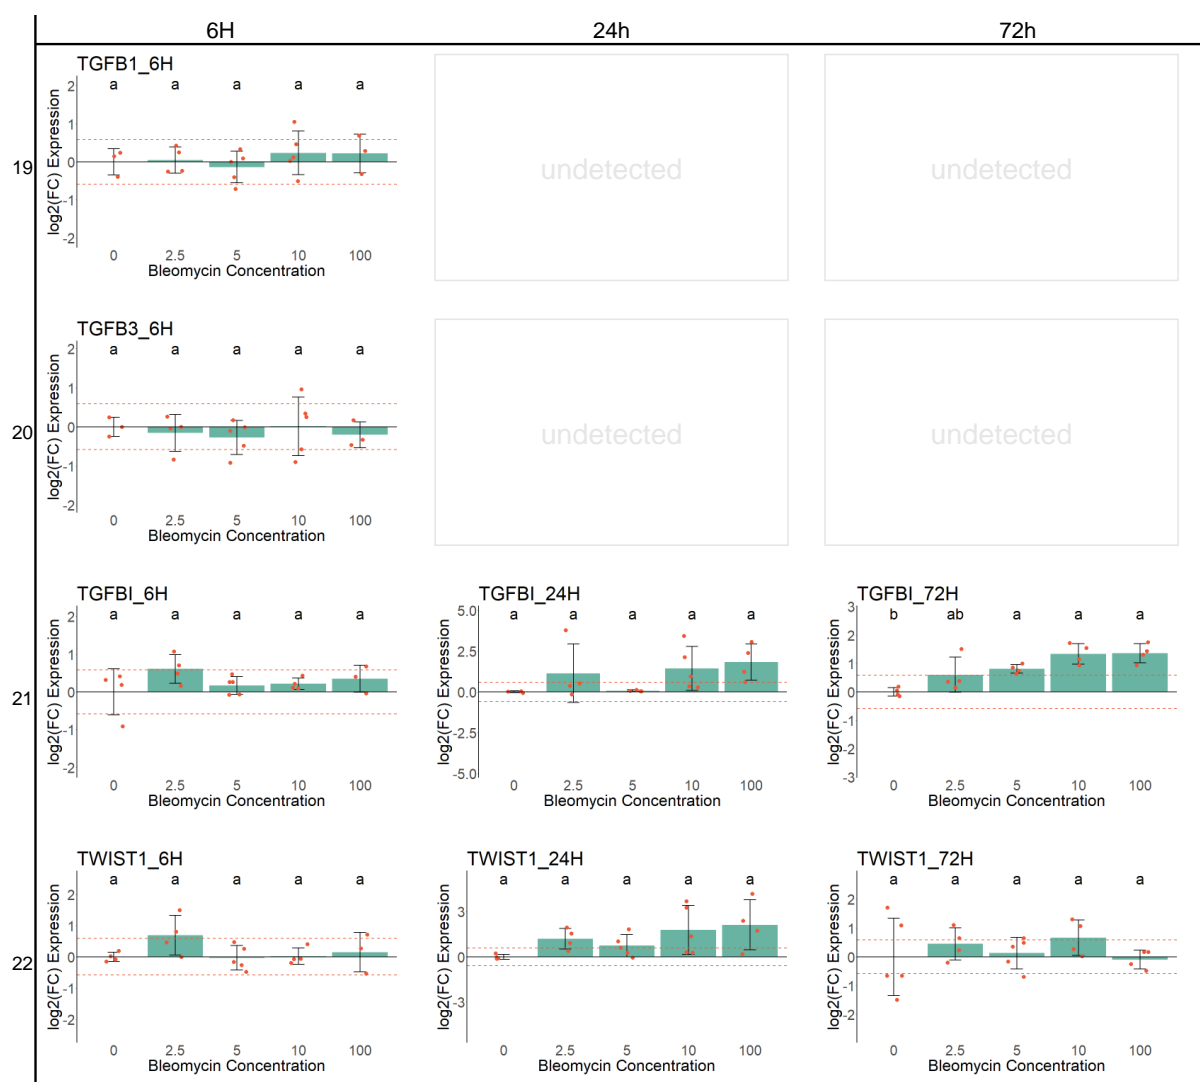 6H 24h 72h
19
TGFB1_6H
a a a a a
log2(FC) Expression
2
1
0
-1
-2
0 2.5 5 10 100
Bleomycin Concentration
undetected
undetected
20
TGFB3_6H
a a a a a
log2(FC) Expression
2
1
0
-1
-2
0 2.5 5 10 100
Bleomycin Concentration
undetected
undetected
21
TGFBI_6H
a a a a a
log2(FC) Expression
2
1
0
-1
-2
0 2.5 5 10 100
Bleomycin Concentration
TGFBI_24H
a a a a a
log2(FC) Expression
5.0
2.5
0.0
-2.5
-5.0
0 2.5 5 10 100
Bleomycin Concentration
TGFBI_72H
b ab a a a
log2(FC) Expression
3
2
1
0
-1
-2
-3
0 2.5 5 10 100
Bleomycin Concentration
22
TWIST1_6H
a a a a a
log2(FC) Expression
2
1
0
-1
-2
0 2.5 5 10 100
Bleomycin Concentration
TWIST1_24H
a a a a a
log2(FC) Expression
3
0
-3
0 2.5 5 10 100
Bleomycin Concentration
TWIST1_72H
a a a a a
log2(FC) Expression
2
1
0
-1
-2
0 2.5 5 10 100
Bleomycin Concentration